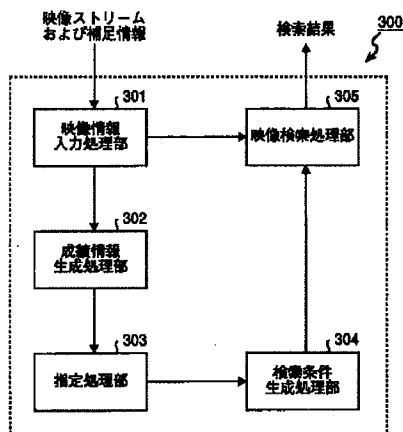 映像ストリーム
および補足情報
検索結果
300
301
映像情報
入力処理部
305
映像検索処理部
302
成績情報
生成処理部
303
指定処理部
304
検索条件
生成処理部